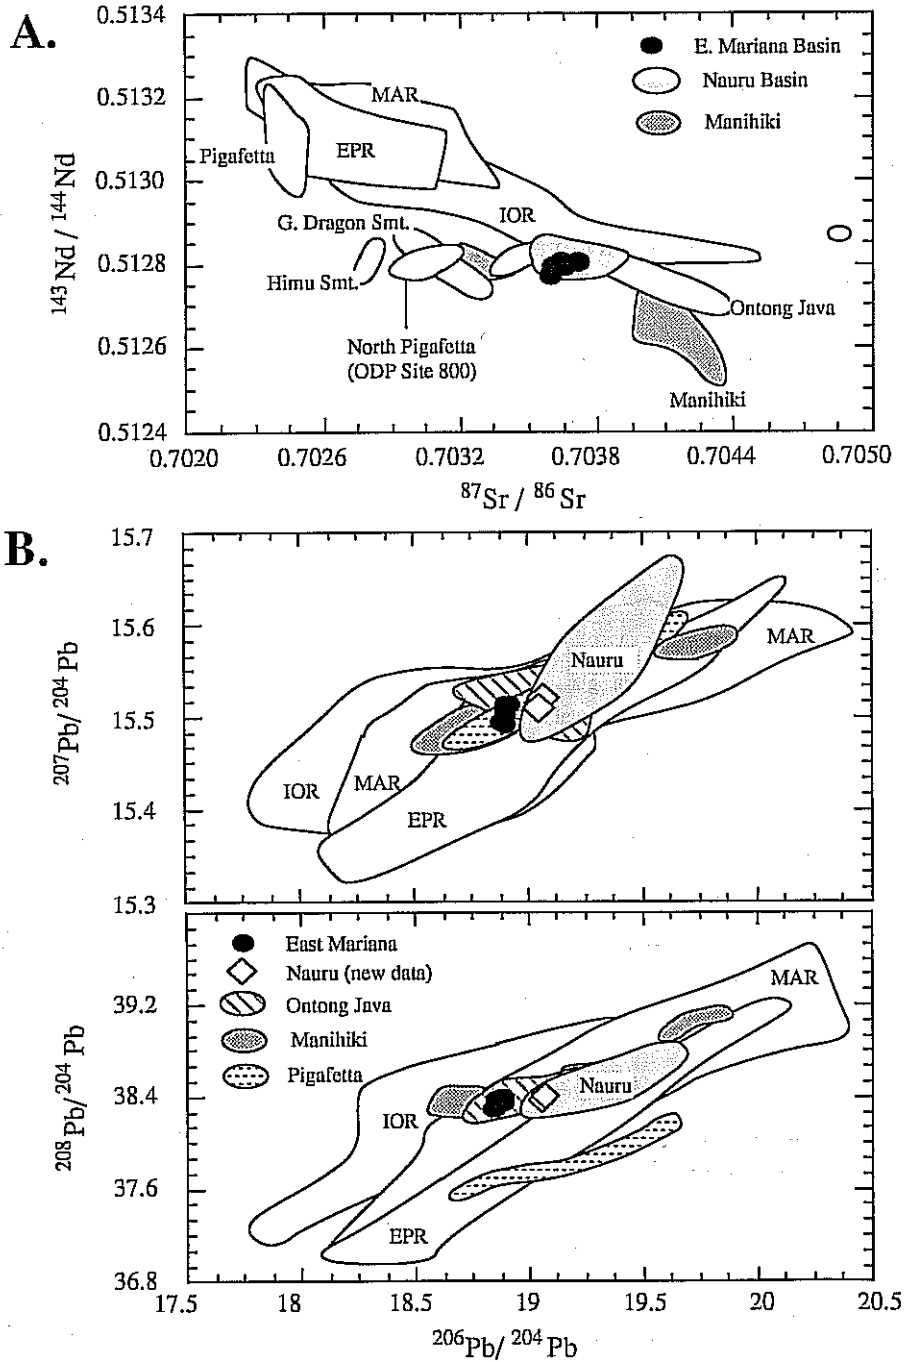 A.
0.5134
0.5132
0.5130
0.5128
0.5126
0.5124
143Nd / 144Nd
E. Mariana Basin
Nauru Basin
Manihiki
MAR
Pigafetta
EPR
IOR
G. Dragon Smt.
Himu Smt.
Ontong Java
North Pigafetta
(ODP Site 800)
Manihiki
0.7020 0.7026 0.7032 0.7038 0.7044 0.7050
87Sr / 86Sr
B.
15.7
15.6
15.5
15.4
15.3
207Pb/ 204Pb
MAR
Nauru
IOR
MAR
EPR
East Mariana
Nauru (new data)
Ontong Java
Manihiki
Pigafetta
39.2
38.4
37.6
36.8
208Pb/ 204Pb
MAR
Nauru
IOR
EPR
17.5 18 18.5 19 19.5 20 20.5
206Pb/ 204Pb